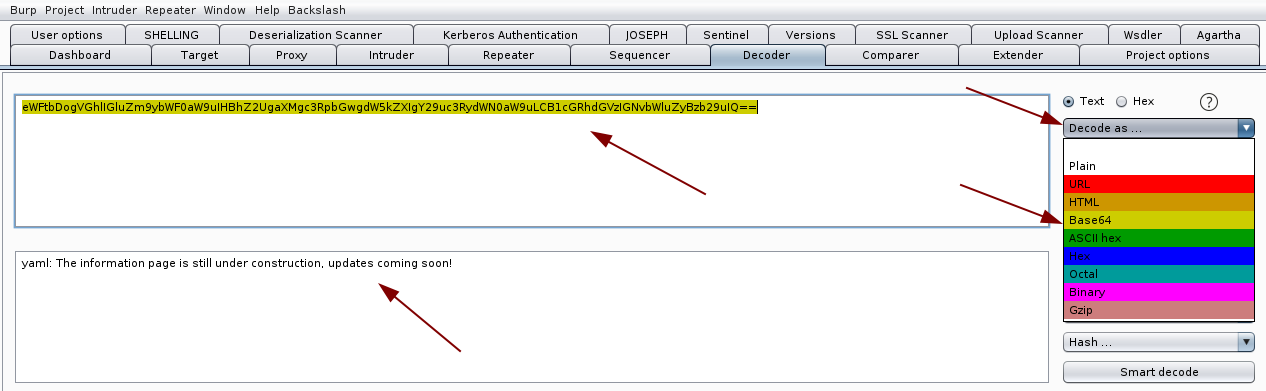 Burp Project Intruder Repeater Window Help Backslash
User options SHELLING Deserialization Scanner Kerberos Authentication JOSEPH Sentinel Versions SSL Scanner Upload Scanner Wsdler Agartha
Dashboard Target Proxy Intruder Repeater Sequencer Decoder Comparer Extender Project options
eWFtbDogVGhlIGluZm9ybWF0aW9uIHBhZ2UgaXMgc3RpbGwgdW5kZXIgY29uc3RydWN0aW9uLCB1cGRhdGVzIGNvbWluZyBzb29uIQ==
Text Hex ?
Decode as ...
Plain
URL
HTML
Base64
ASCII hex
Hex
Octal
Binary
Gzip
yaml: The information page is still under construction, updates coming soon!
Hash ...
Smart decode